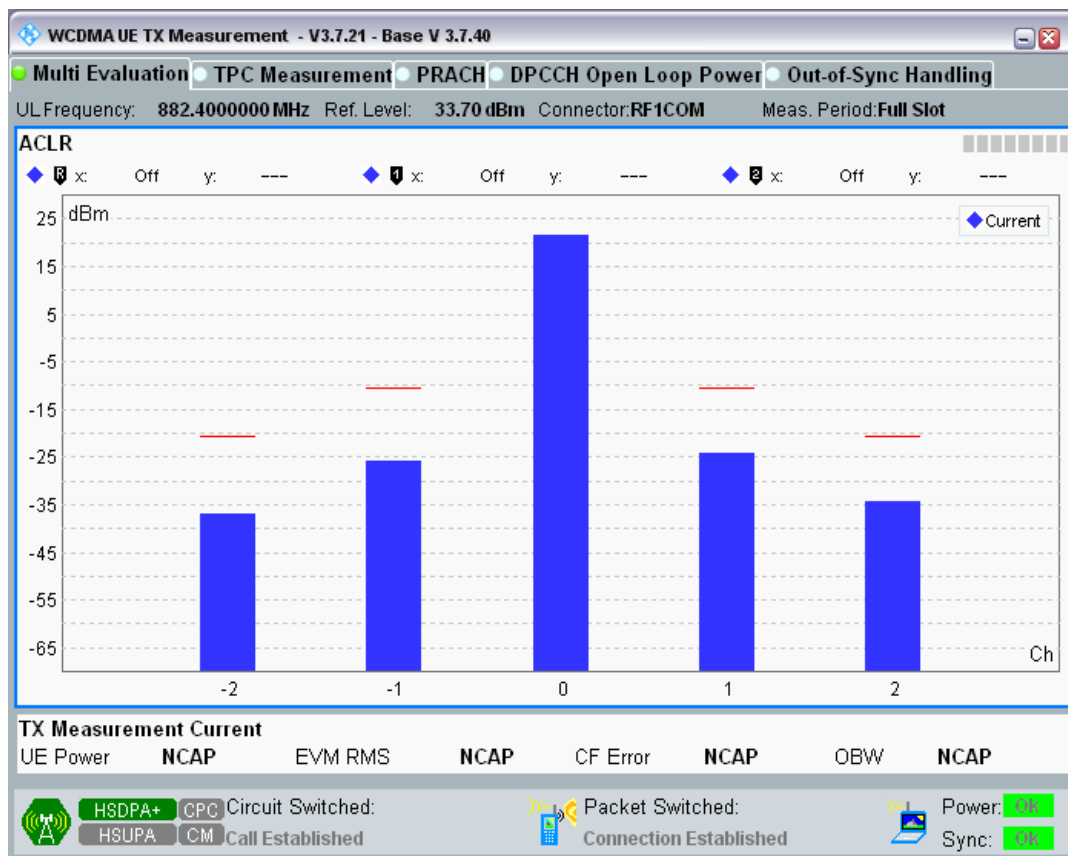 WCDMA UE TX Measurement - V3.7.21 - Base V 3.7.40
Multi Evaluation TPC Measurement PRACH DPCCH Open Loop Power Out-of-Sync Handling
UL Frequency: 882.4000000 MHz Ref. Level: 33.70 dBm Connector:RF1COM Meas. Period:Full Slot
ACLR
R x: Off y: --- 1 x: Off y: --- 2 x: Off y: ---
dBm
Current
25
15
5
-5
-15
-25
-35
-45
-55
-65
Ch
-2 -1 0 1 2
TX Measurement Current
UE Power NCAP EVM RMS NCAP CF Error NCAP OBW NCAP
HSDPA+ CPC Circuit Switched: Packet Switched: Power: OK
HSUPA CM Call Established Connection Established Sync: OK